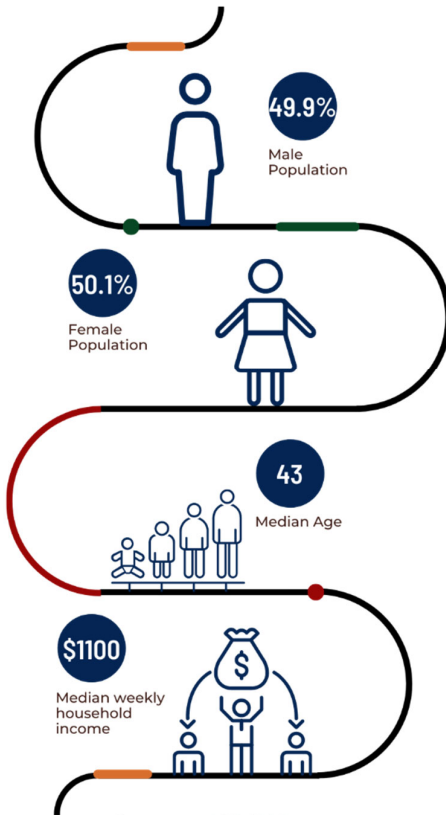 49.9%
Male
Population
50.1%
Female
Population
43
Median Age
$1100
Median weekly
household
income
$